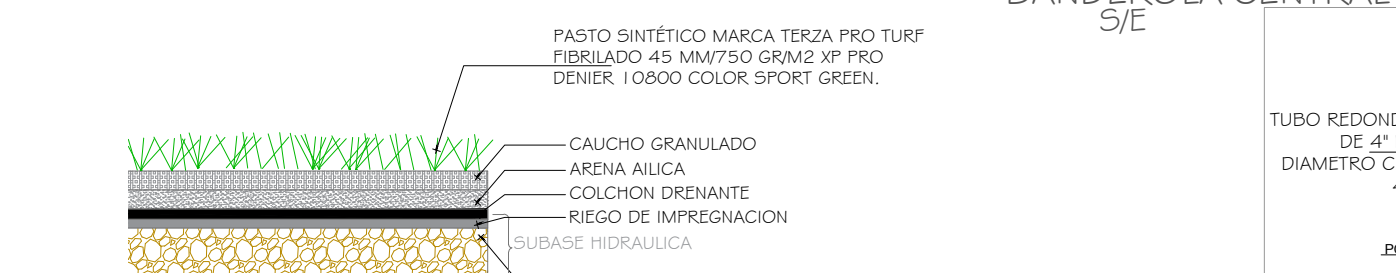 S/E
PASTO SINTÉTICO MARCA TERZA PRO TURF
FIBRILADO 45 MM/750 GR/M2 XP PRO
DENIER 10800 COLOR SPORT GREEN.
CAUCHO GRANULADO
ARENA AILICA
COLCHON DRENANTE
RIEGO DE IMPREGNACION
SUBASE HIDRAULICA
TUBO
DE 4"
DIAMETRO